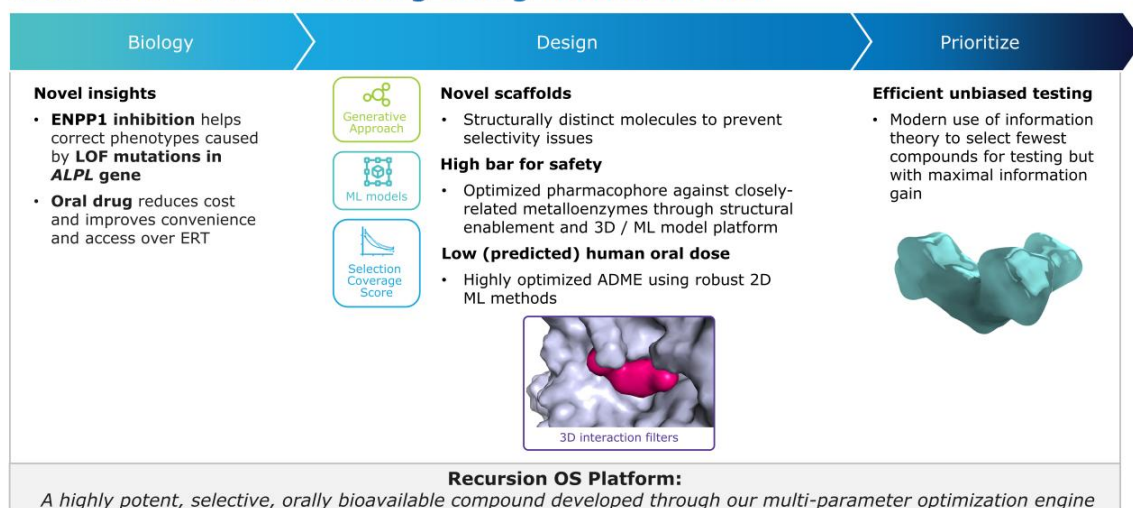 Biology
Design
Prioritize
Novel insights
• ENPP1 inhibition helps
correct phenotypes caused
by LOF mutations in
ALPL gene
• Oral drug reduces cost
and improves convenience
and access over ERT
Generative
Approach
ML models
Selection
Coverage
Score
Novel scaffolds
• Structurally distinct molecules to prevent
selectivity issues
High bar for safety
• Optimized pharmacophore against closely-
related metalloenzymes through structural
enablement and 3D / ML model platform
Low (predicted) human oral dose
• Highly optimized ADME using robust 2D
ML methods
3D interaction filters
Efficient unbiased testing
• Modern use of information
theory to select fewest
compounds for testing but
with maximal information
gain
Recursion OS Platform:
A highly potent, selective, orally bioavailable compound developed through our multi-parameter optimization engine